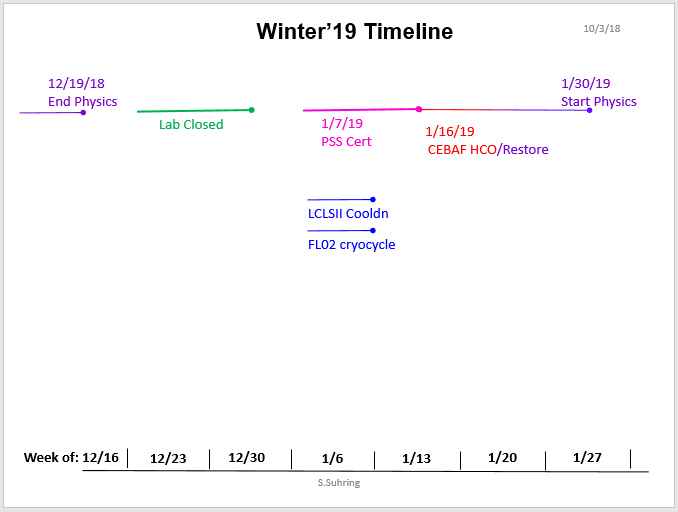 Winter’19 Timeline
10/3/18
12/19/18
End Physics
Lab Closed
1/7/19
PSS Cert
1/16/19
CEBAF HCO/Restore
1/30/19
Start Physics
LCLSII Cooldn
FL02 cryocycle
Week of: 12/16 12/23 12/30 1/6 1/13 1/20 1/27
S.Suhring